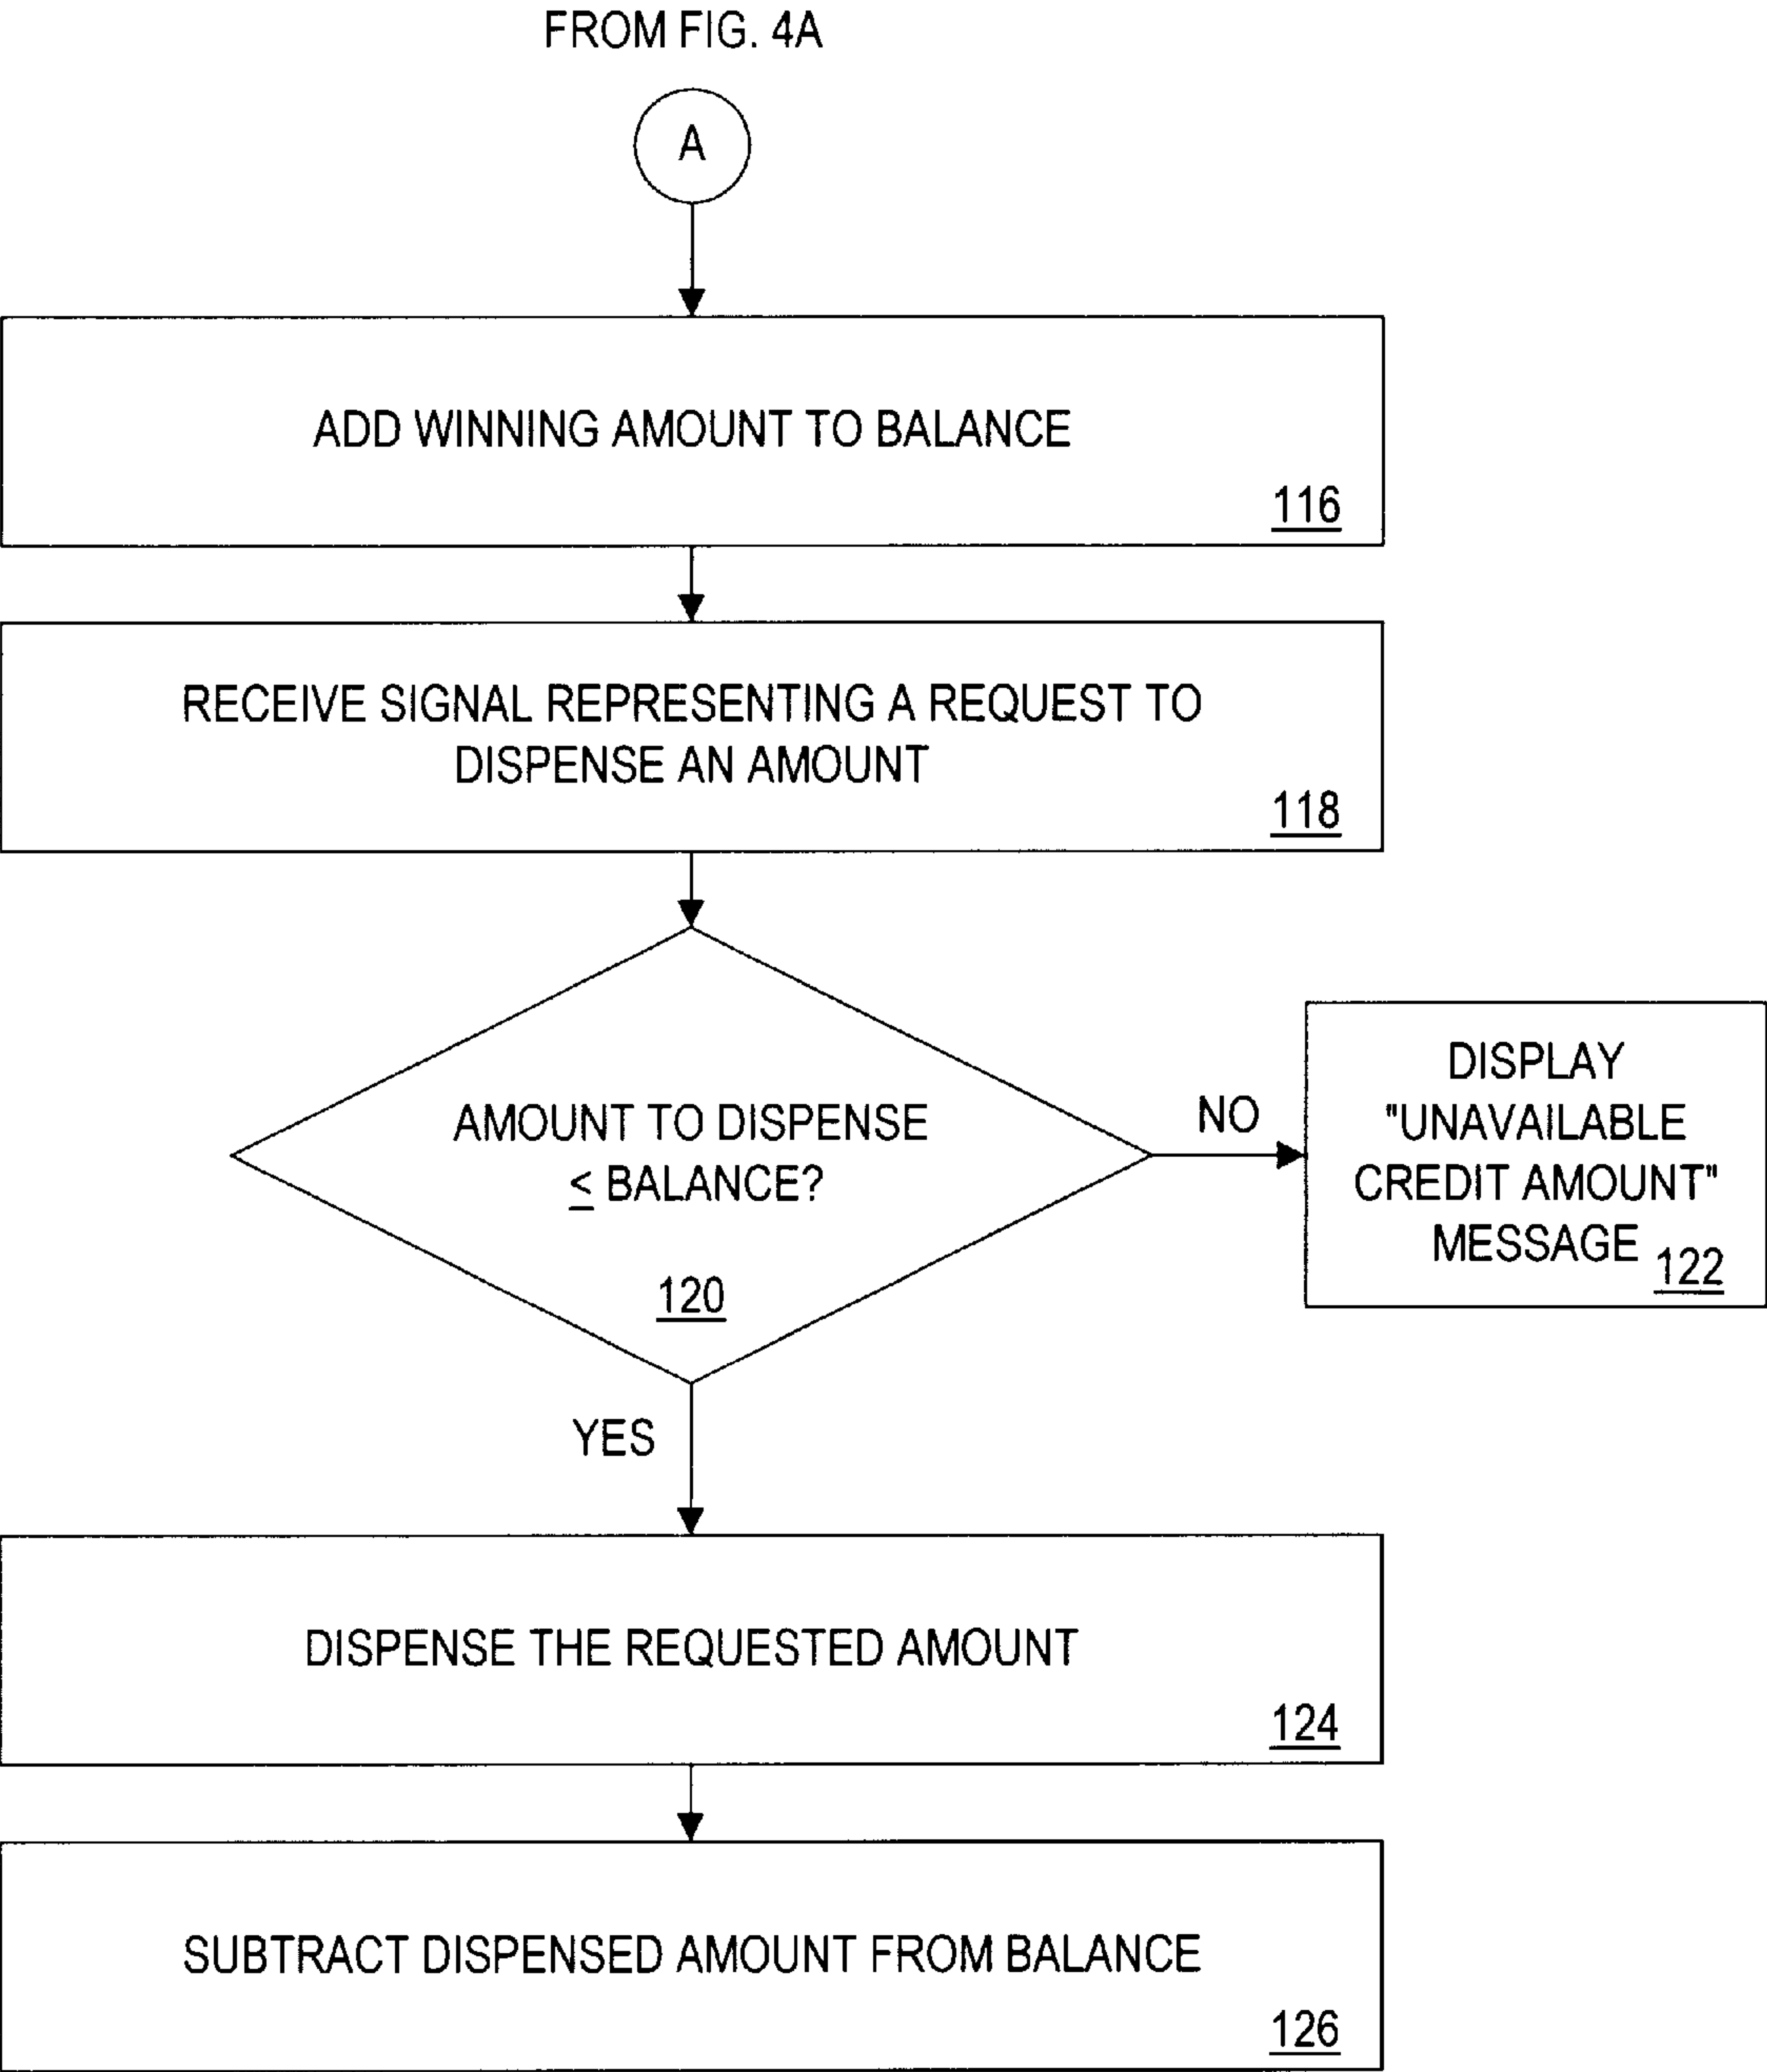 FROM FIG. 4A
A
ADD WINNING AMOUNT TO BALANCE
116
RECEIVE SIGNAL REPRESENTING A REQUEST TO
DISPENSE AN AMOUNT
118
AMOUNT TO DISPENSE
≤ BALANCE?
120
NO
DISPLAY
"UNAVAILABLE
CREDIT AMOUNT"
MESSAGE
122
YES
DISPENSE THE REQUESTED AMOUNT
124
SUBTRACT DISPENSED AMOUNT FROM BALANCE
126